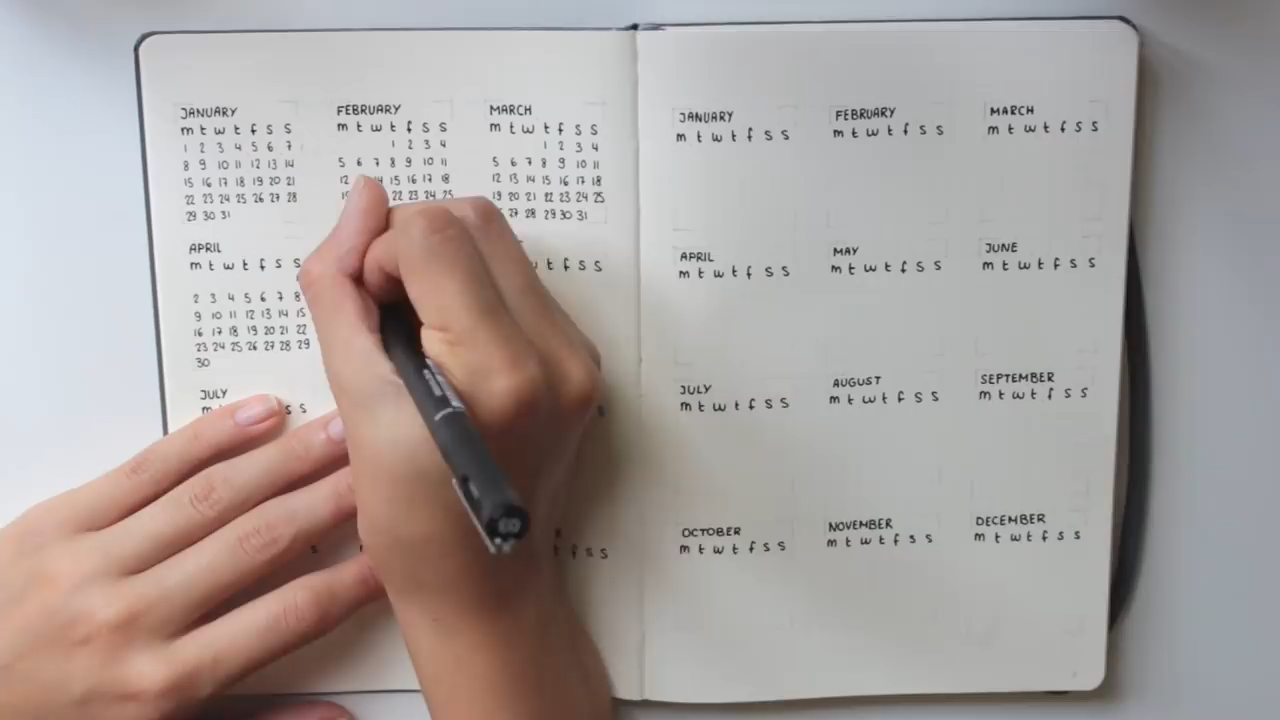 JANUARY
m t w t f s s
1 2 3 4 5 6 7
8 9 10 11 12 13 14
15 16 17 18 19 20 21
22 23 24 25 26 27 28
29 30 31
FEBRUARY
m t w t f s s
1 2 3 4
5 6 7 8 9 10 11
12 14 15 16 17 18
22 23 24 25
MARCH
m t w t f s s
1 2 3 4
5 6 7 8 9 10 11
12 13 14 15 16 17 18
19 20 21 22 23 24 25
27 28 29 30 31
APRIL
m t w t f s s
2 3 4 5 6 7 8
9 10 11 12 13 14 15
16 17 18 19 20 21 22
23 24 25 26 27 28 29
30
t f s s
JULY
m s s
s
s
t f s s
JANUARY
m t w t f s s
FEBRUARY
m t w t f s s
MARCH
m t w t f s s
APRIL
m t w t f s s
MAY
m t w t f s s
JUNE
m t w t f s s
JULY
m t w t f s s
AUGUST
m t w t f s s
SEPTEMBER
m t w t f s s
OCTOBER
m t w t f s s
NOVEMBER
m t w t f s s
DECEMBER
m t w t f s s